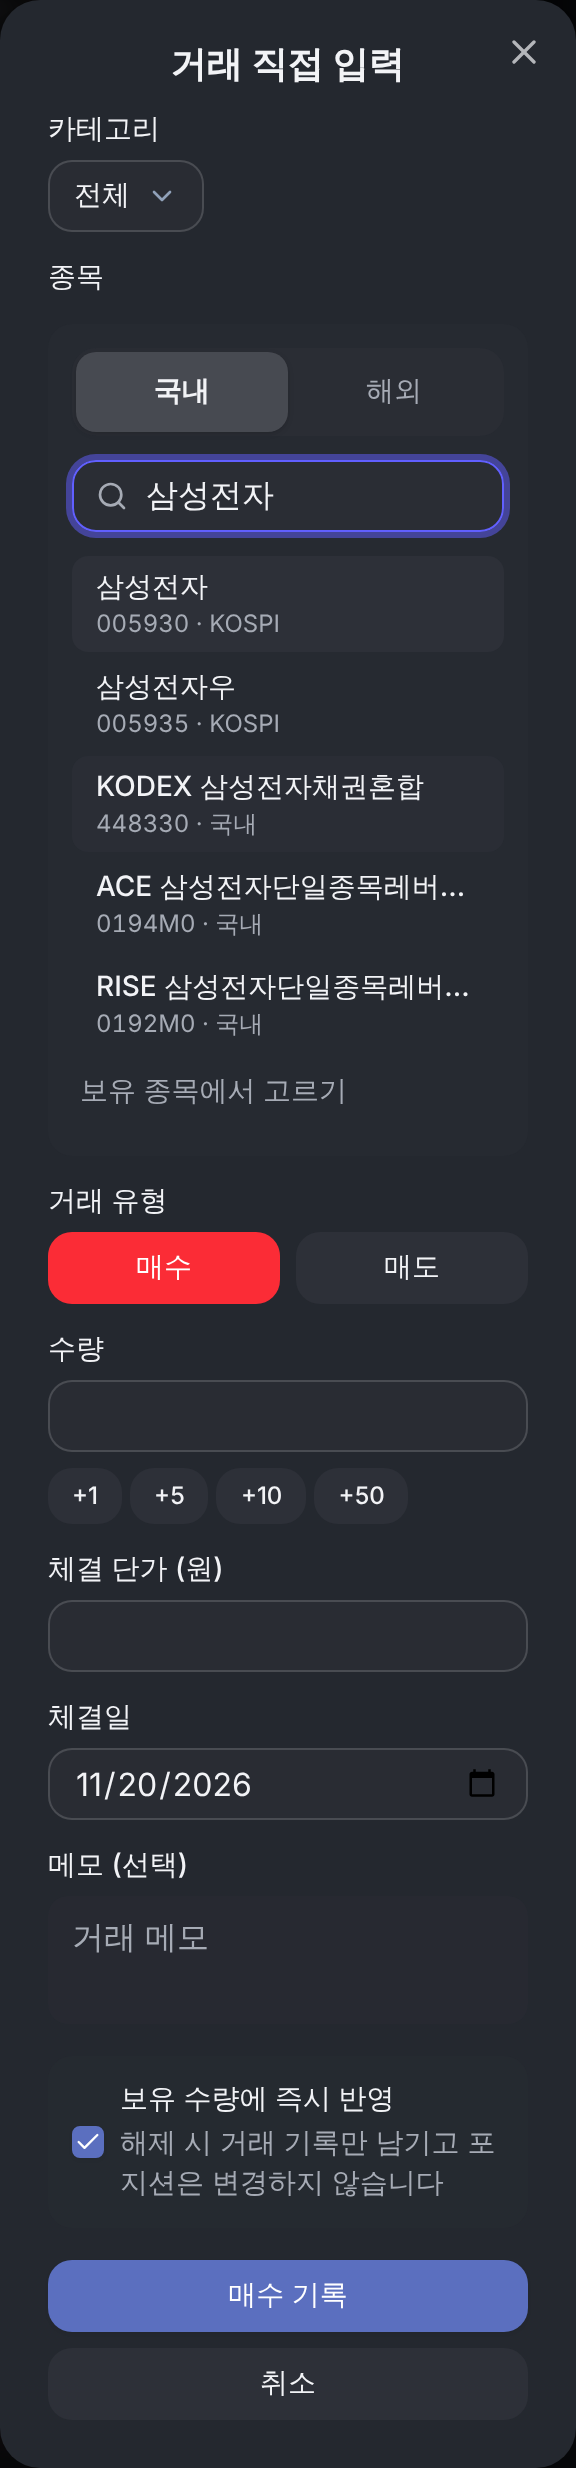 거래 직접 입력
카테고리
전체
종목
국내
해외
삼성전자
삼성전자
005930 · KOSPI
삼성전자우
005935 · KOSPI
KODEX 삼성전자채권혼합
448330 · 국내
ACE 삼성전자단일종목레버...
0194M0 · 국내
RISE 삼성전자단일종목레버...
0192M0 · 국내
보유 종목에서 고르기
거래 유형
매수
매도
수량
+1
+5
+10
+50
체결 단가 (원)
체결일
11/20/2026
메모 (선택)
거래 메모
보유 수량에 즉시 반영
해제 시 거래 기록만 남기고 포
지션은 변경하지 않습니다
매수 기록
취소